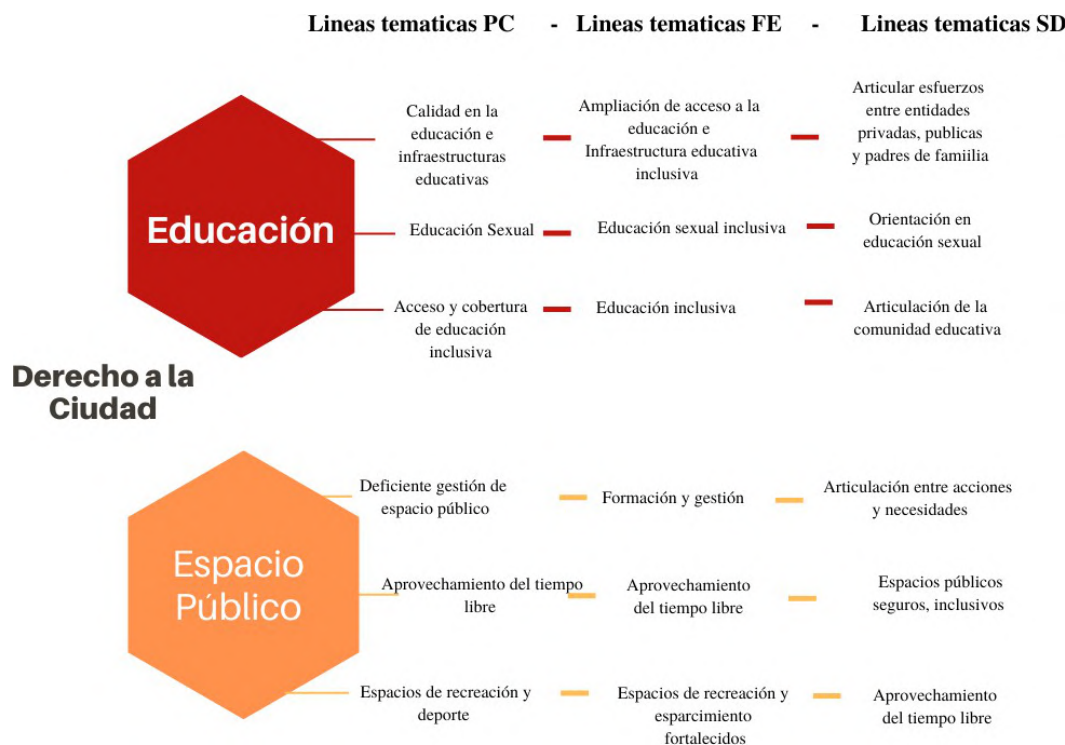 Lineas tematicas PC - Lineas tematicas FE - Lineas tematicas SD
Educación
Calidad en la
educación e
infraestructuras
educativas
Ampliación de acceso a la
educación e
Infraestructura educativa
inclusiva
Articular esfuerzos
entre entidades
privadas, publicas
y padres de famiilia
Educación Sexual
Educación sexual inclusiva
Orientación en
educación sexual
Acceso y cobertura
de educación
inclusiva
Educación inclusiva
Articulación de la
comunidad educativa
Derecho a la
Ciudad
Espacio
Público
Deficiente gestión de
espacio público
Formación y gestión
Articulación entre acciones
y necesidades
Aprovechamiento del tiempo
libre
Aprovechamiento
del tiempo libre
Espacios públicos
seguros, inclusivos
Espacios de recreación y
deporte
Espacios de recreación y
esparcimiento
fortalecidos
Aprovechamiento
del tiempo libre